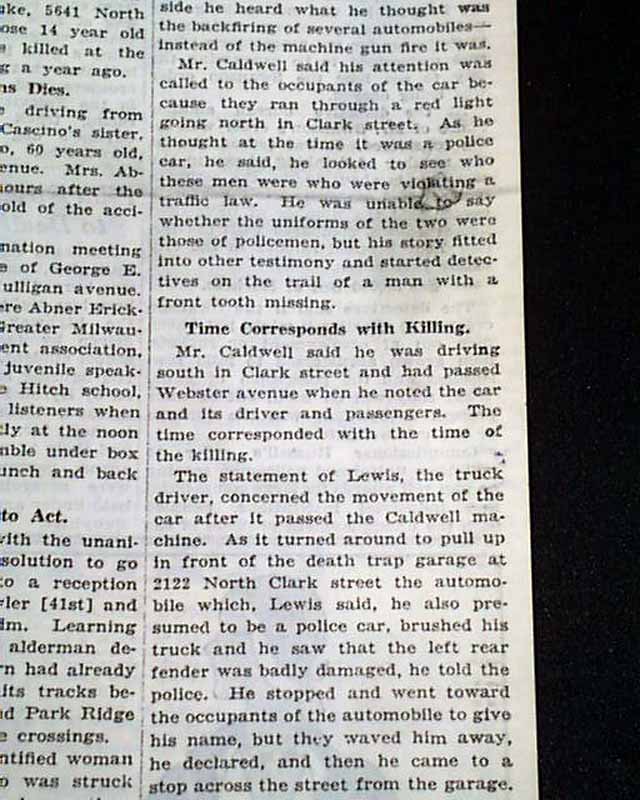 ake, 5641 North
ose 14 year old
s killed at the
g a year ago.
ns Dies.
e driving from
Cascino's sister,
o, 60 years old,
enue. Mrs. Ab-
hours after the
old of the acci-
nation meeting
e of George E.
ulligan avenue.
ere Abner Erick-
Greater Milwau-
ent association,
juvenile speak-
e Hitch school,
listeners when
ly at the noon
mble under box
unch and back
to Act.
with the unani-
solution to go
to a reception
wler [41st] and
im. Learning
alderman de-
rn had already
its tracks be-
nd Park Ridge
e crossings.
entified woman
o was struck
side he heard what he thought was
the backfiring of several automobiles—
instead of the machine gun fire it was.
Mr. Caldwell said his attention was
called to the occupants of the car be-
cause they ran through a red light
going north in Clark street. As he
thought at the time it was a police
car, he said, he looked to see who
these men were who were violating a
traffic law. He was unable to say
whether the uniforms of the two were
those of policemen, but his story fitted
into other testimony and started detec-
tives on the trail of a man with a
front tooth missing.
Time Corresponds with Killing.
Mr. Caldwell said he was driving
south in Clark street and had passed
Webster avenue when he noted the car
and its driver and passengers. The
time corresponded with the time of
the killing.
The statement of Lewis, the truck
driver, concerned the movement of the
car after it passed the Caldwell ma-
chine. As it turned around to pull up
in front of the death trap garage at
2122 North Clark street the automo-
bile which, Lewis said, he also pre-
sumed to be a police car, brushed his
truck and he saw that the left rear
fender was badly damaged, he told the
police. He stopped and went toward
the occupants of the automobile to give
his name, but they waved him away,
he declared, and then he came to a
stop across the street from the garage.